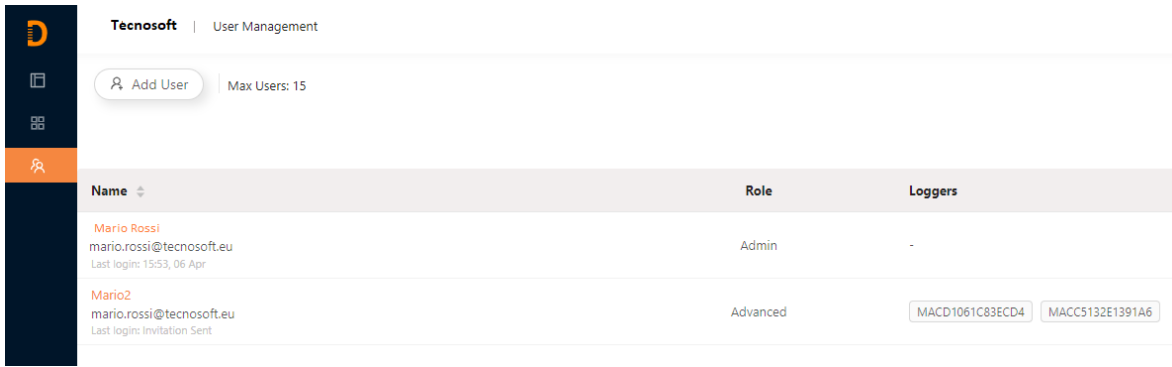 D
Tecnosoft | User Management
Add User Max Users: 15
Name Role Loggers
Mario Rossi
mario.rossi@tecnosoft.eu Admin -
Last login: 15:53, 06 Apr
Mario2
mario.rossi@tecnosoft.eu Advanced MACD1061C83ECD4 MACC5132E1391A6
Last login: Invitation Sent